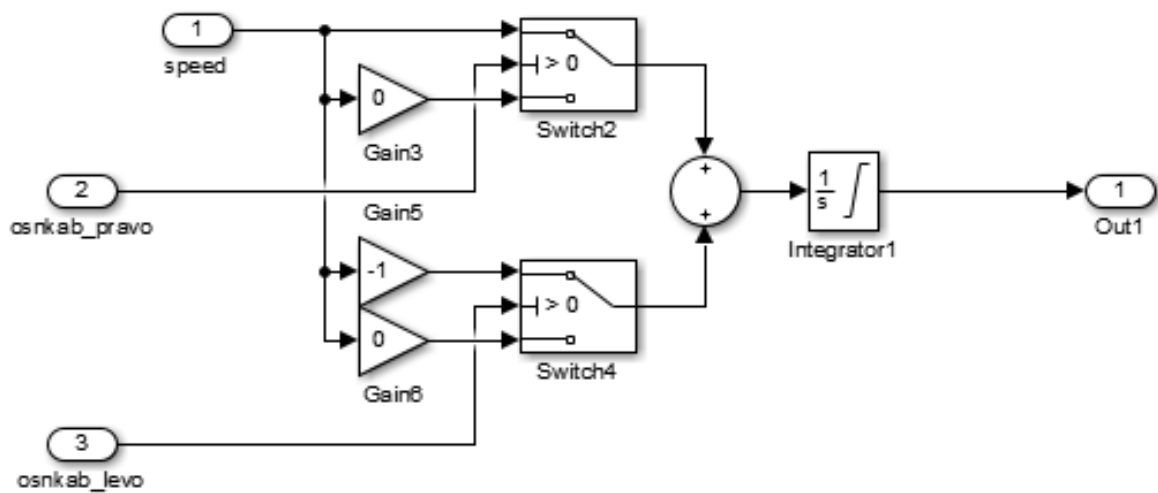 1
speed
> 0
0
Switch2
Gain3
2
osnkab_pravo
Gain5
+
+
1
s
Integrator1
1
Out1
-1
> 0
0
Switch4
Gain6
3
osnkab_levo